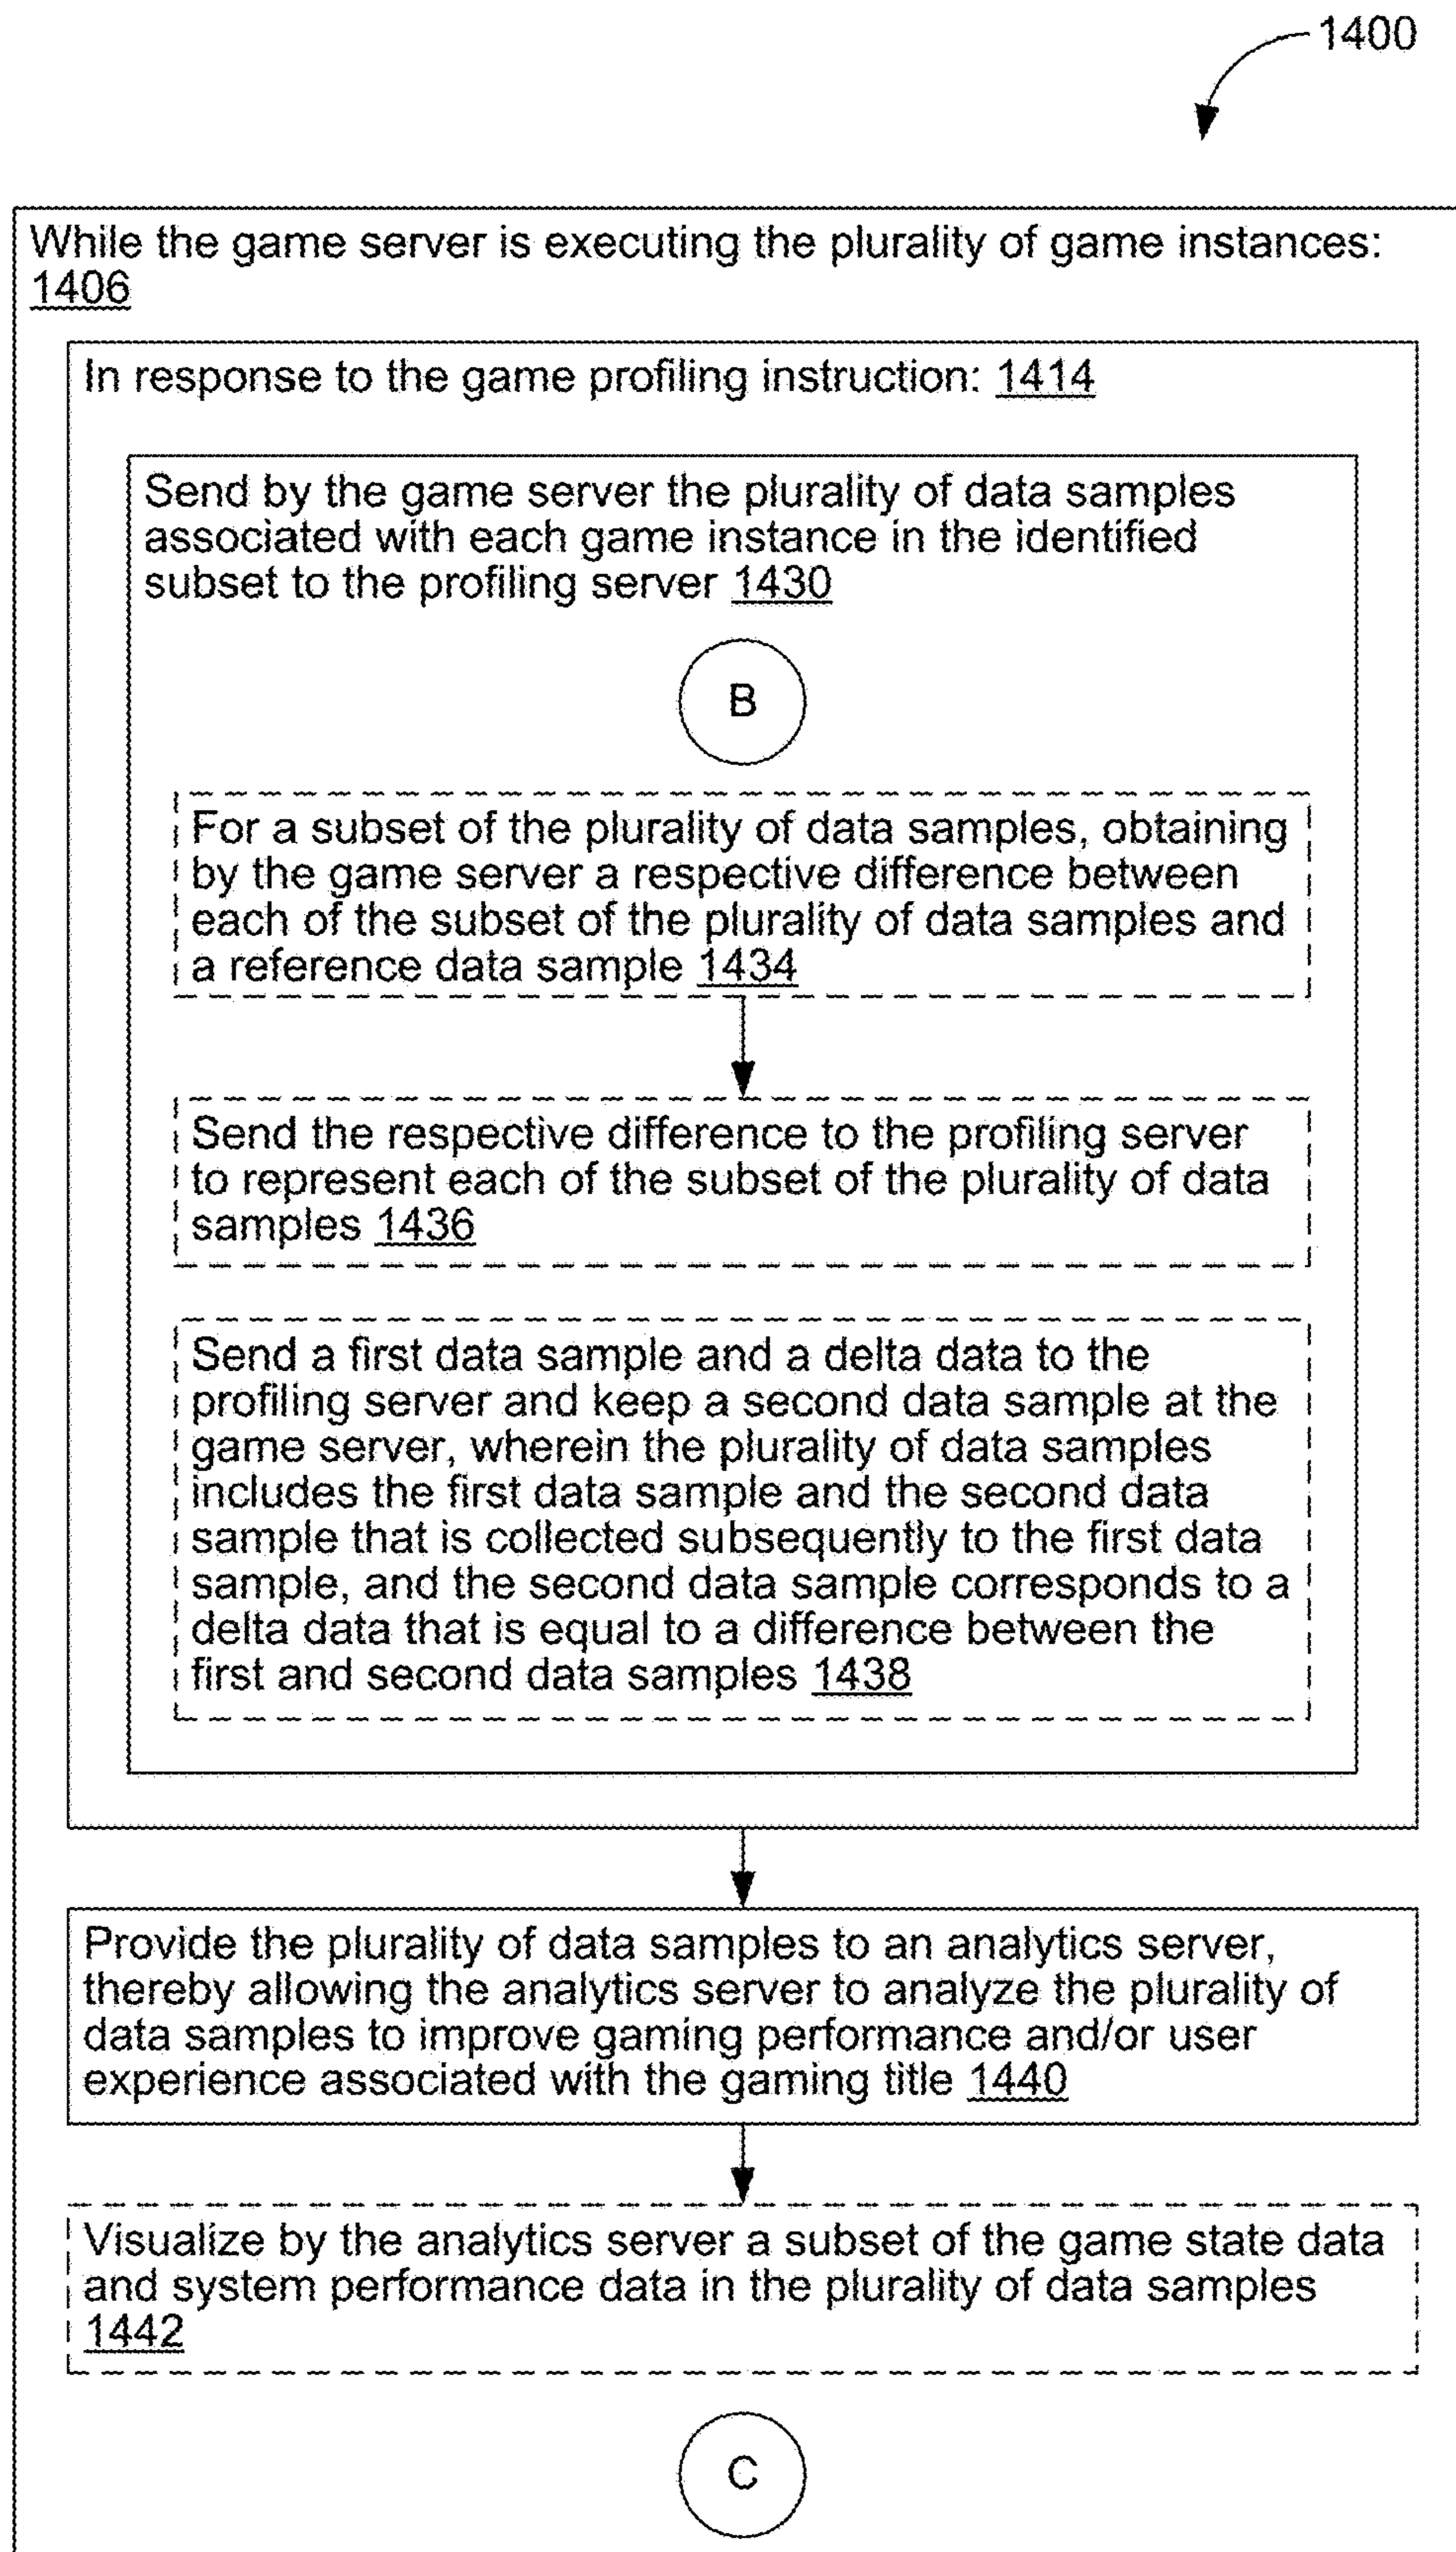 1400
While the game server is executing the plurality of game instances:
1406
In response to the game profiling instruction: 1414
Send by the game server the plurality of data samples
associated with each game instance in the identified
subset to the profiling server 1430
B
For a subset of the plurality of data samples, obtaining
by the game server a respective difference between
each of the subset of the plurality of data samples and
a reference data sample 1434
Send the respective difference to the profiling server
to represent each of the subset of the plurality of data
samples 1436
Send a first data sample and a delta data to the
profiling server and keep a second data sample at the
game server, wherein the plurality of data samples
includes the first data sample and the second data
sample that is collected subsequently to the first data
sample, and the second data sample corresponds to a
delta data that is equal to a difference between the
first and second data samples 1438
Provide the plurality of data samples to an analytics server,
thereby allowing the analytics server to analyze the plurality of
data samples to improve gaming performance and/or user
experience associated with the gaming title 1440
Visualize by the analytics server a subset of the game state data
and system performance data in the plurality of data samples
1442
C